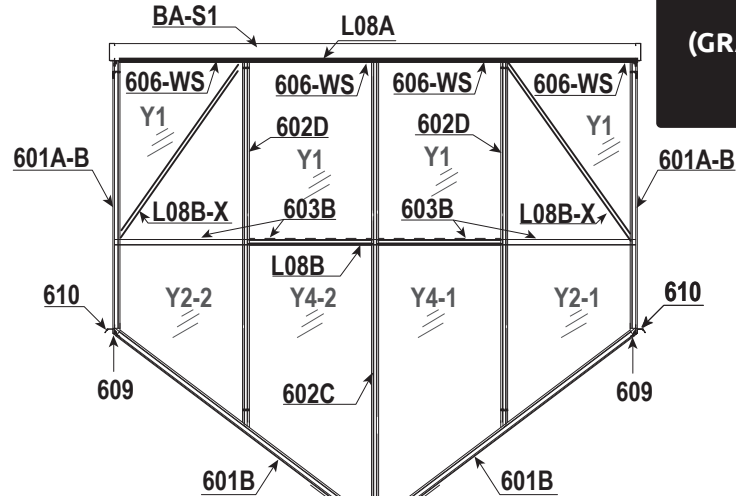 BA-S1
L08A
(GR
606-WS 606-WS 606-WS 606-WS
Y1 602D 602D Y1
Y1 Y1
601A-B 601A-B
L08B-X 603B 603B L08B-X
L08B
610 Y2-2 Y4-2 Y4-1 Y2-1 610
609 602C 609
601B 601B